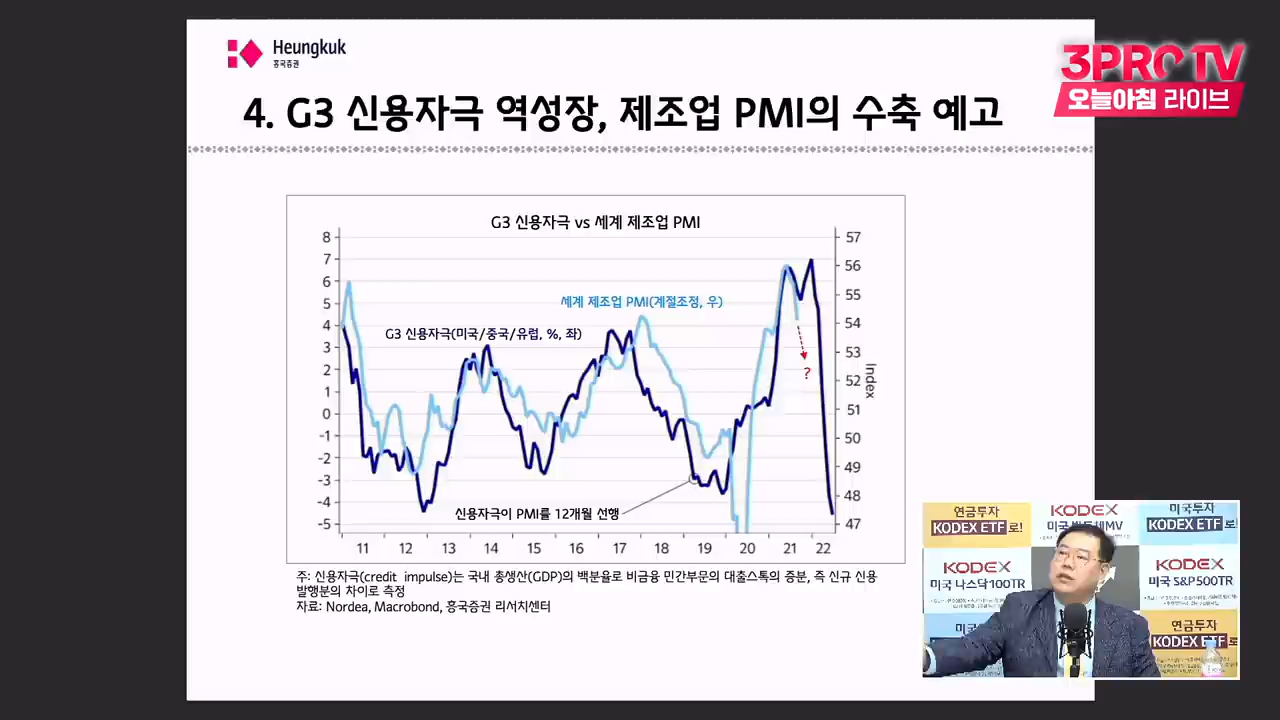 Heungkuk
흥국증권
3PRO TV
오늘아침 라이브
4. G3 신용자극 역성장, 제조업 PMI의 수축 예고
G3 신용자극 vs 세계 제조업 PMI
8
7
6
5
4
3
2
1
0
-1
-2
-3
-4
-5
57
56
55
54
53
52
51
50
49
48
47
Index
세계 제조업 PMI(계절조정, 우)
G3 신용자극(미국/중국/유럽, %, 좌)
?
신용자극이 PMI를 12개월 선행
11 12 13 14 15 16 17 18 19 20 21 22
주: 신용자극(credit impulse)는 국내 총생산(GDP)의 백분율로 비금융 민간부문의 대출스톡의 증분, 즉 신규 신용
발행분의 차이로 측정
자료: Nordea, Macrobond, 흥국증권 리서치센터
연금투자
KODEX ETF로!
KODEX
미국
MV
미국투자
KODEX ETF로!
KODEX
미국 나스닥100TR
KODEX
미국 S&P500TR
연금투자
KODEX ETF로